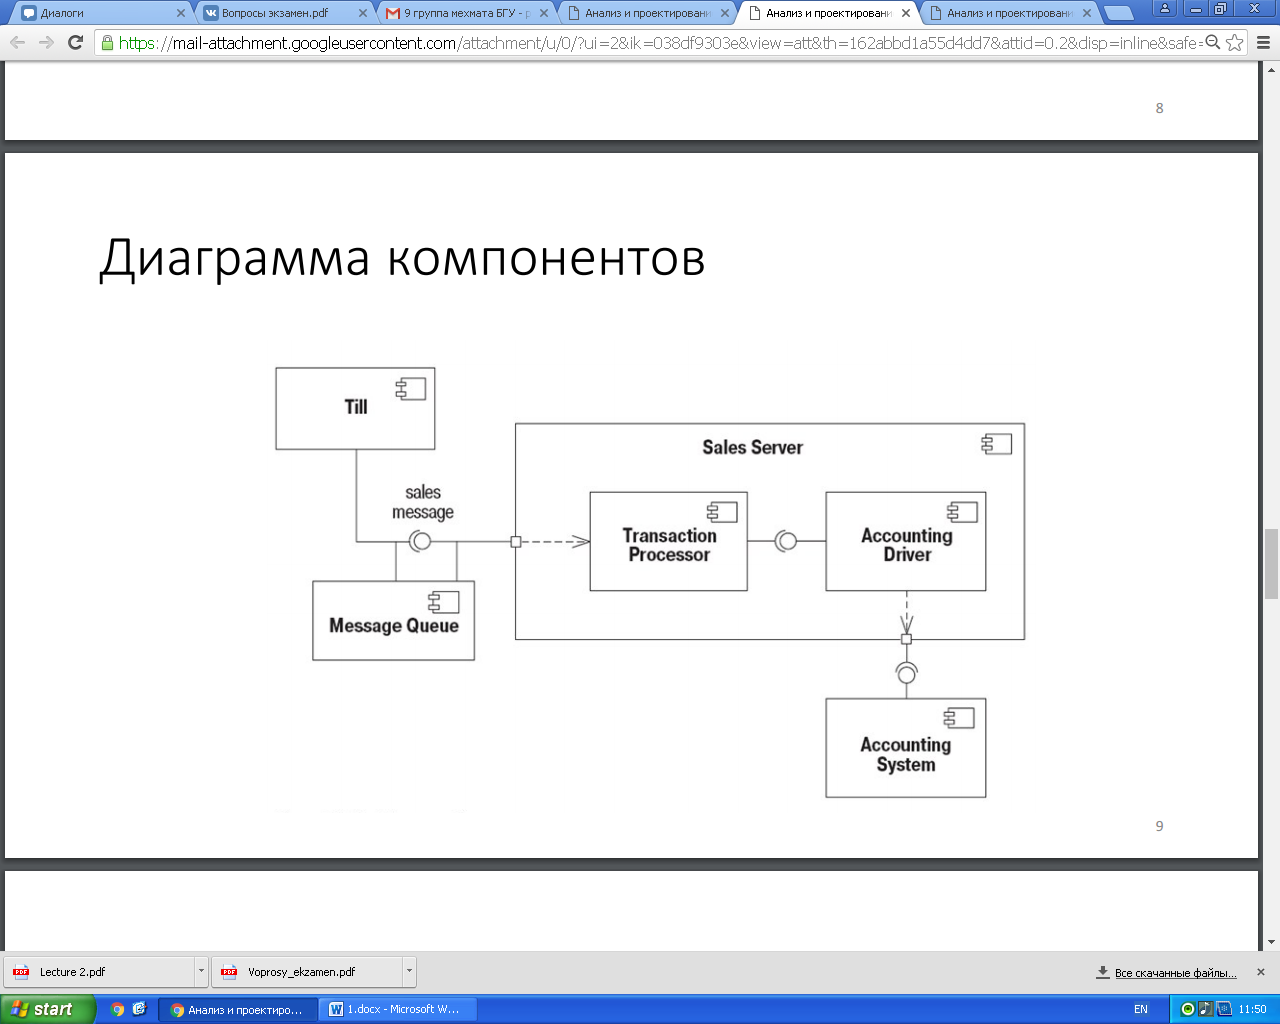 Диалоги
Вопросы экзамен.pdf
9 группа мехмата БГУ - р
Анализ и проектировани
Анализ и проектировани
Анализ и проектировани
https://mail-attachment.googleusercontent.com/attachment/u/0/?ui=2&ik=038df9303e&view=att&th=162abbd1a55d4dd7&attid=0.2&disp=inline&safe=
8
Диаграмма компонентов
Till
sales
message
Message Queue
Sales Server
Transaction
Processor
Accounting
Driver
Accounting
System
9
Lecture 2.pdf
Voprosy_ekzamen.pdf
Все скачанные файлы...
start
Анализ и проектиро...
1.docx - Microsoft W...
EN
11:50